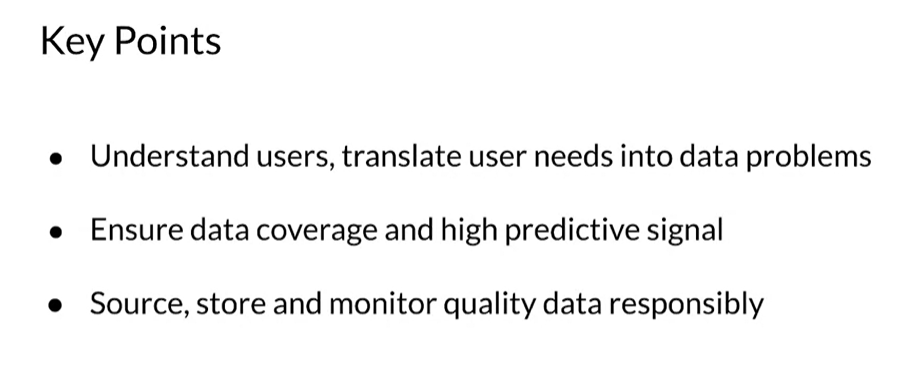 Key Points
● Understand users, translate user needs into data problems
● Ensure data coverage and high predictive signal
● Source, store and monitor quality data responsibly